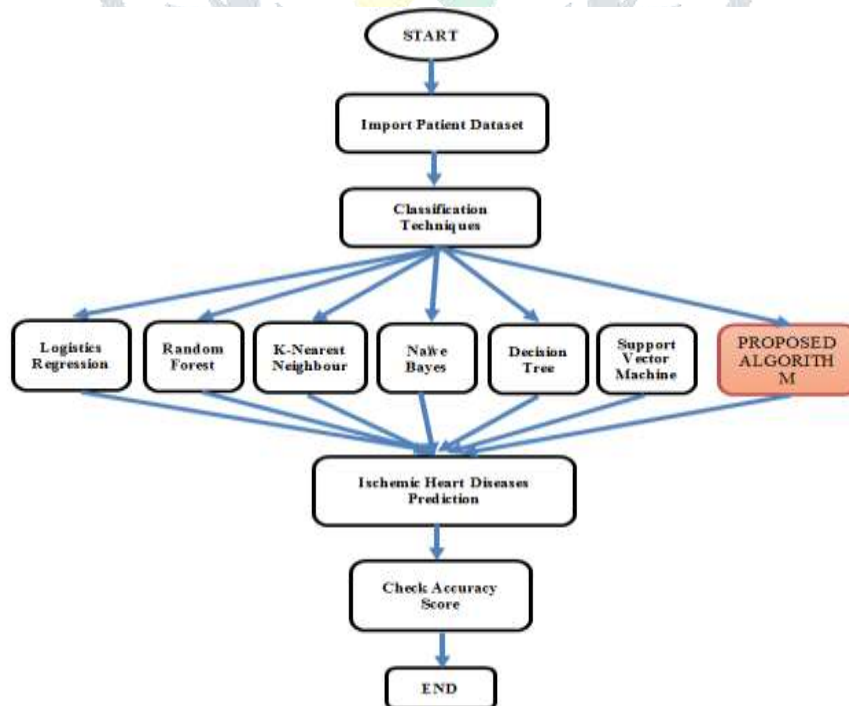 START
Import Patient Dataset
Classification
Techniques
Logistics
Regression
Random
Forest
K-Nearest
Neighbour
Naïve
Bayes
Decision
Tree
Support
Vector
Machine
PROPOSED
ALGORITH
M
Ischemic Heart Diseases
Prediction
Check Accuracy
Score
END